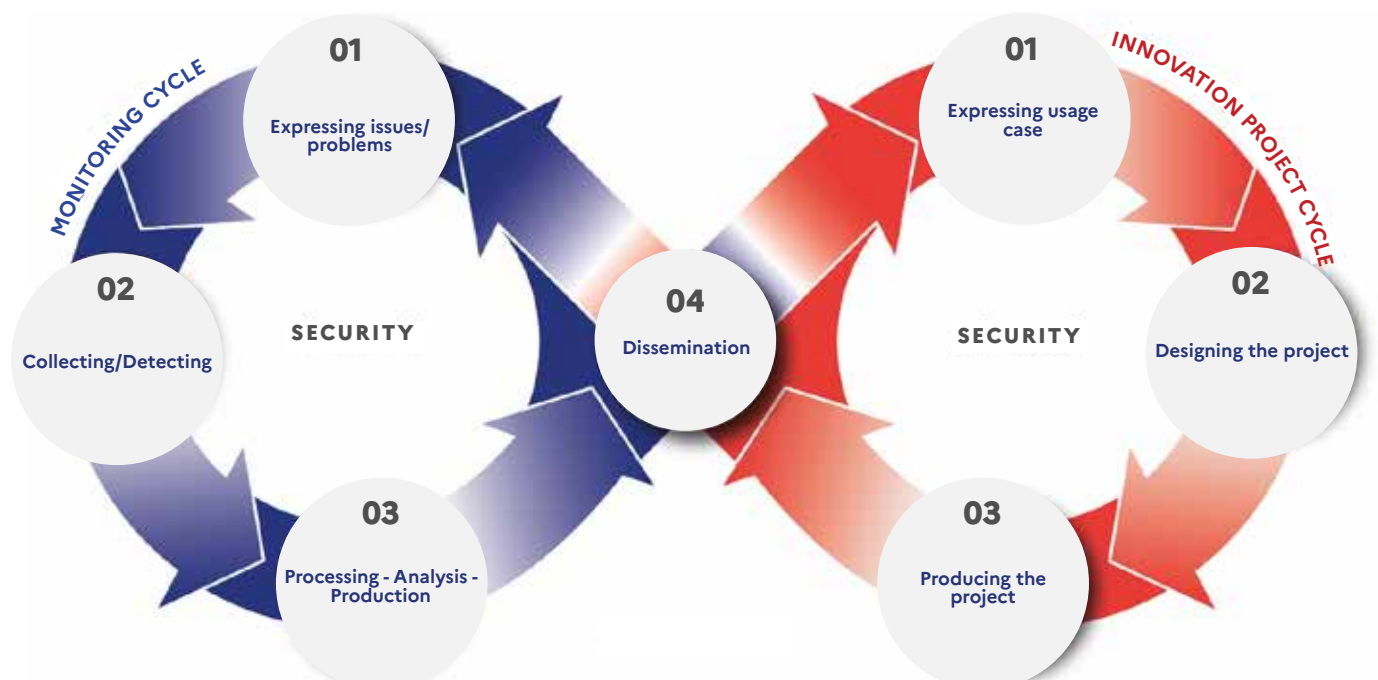 MONITORING CYCLE
01
Expressing issues/
problems
02
Collecting/Detecting
SECURITY
03
Processing - Analysis -
Production
04
Dissemination
INNOVATION PROJECT CYCLE
01
Expressing usage
case
02
Designing the project
SECURITY
03
Producing the
project